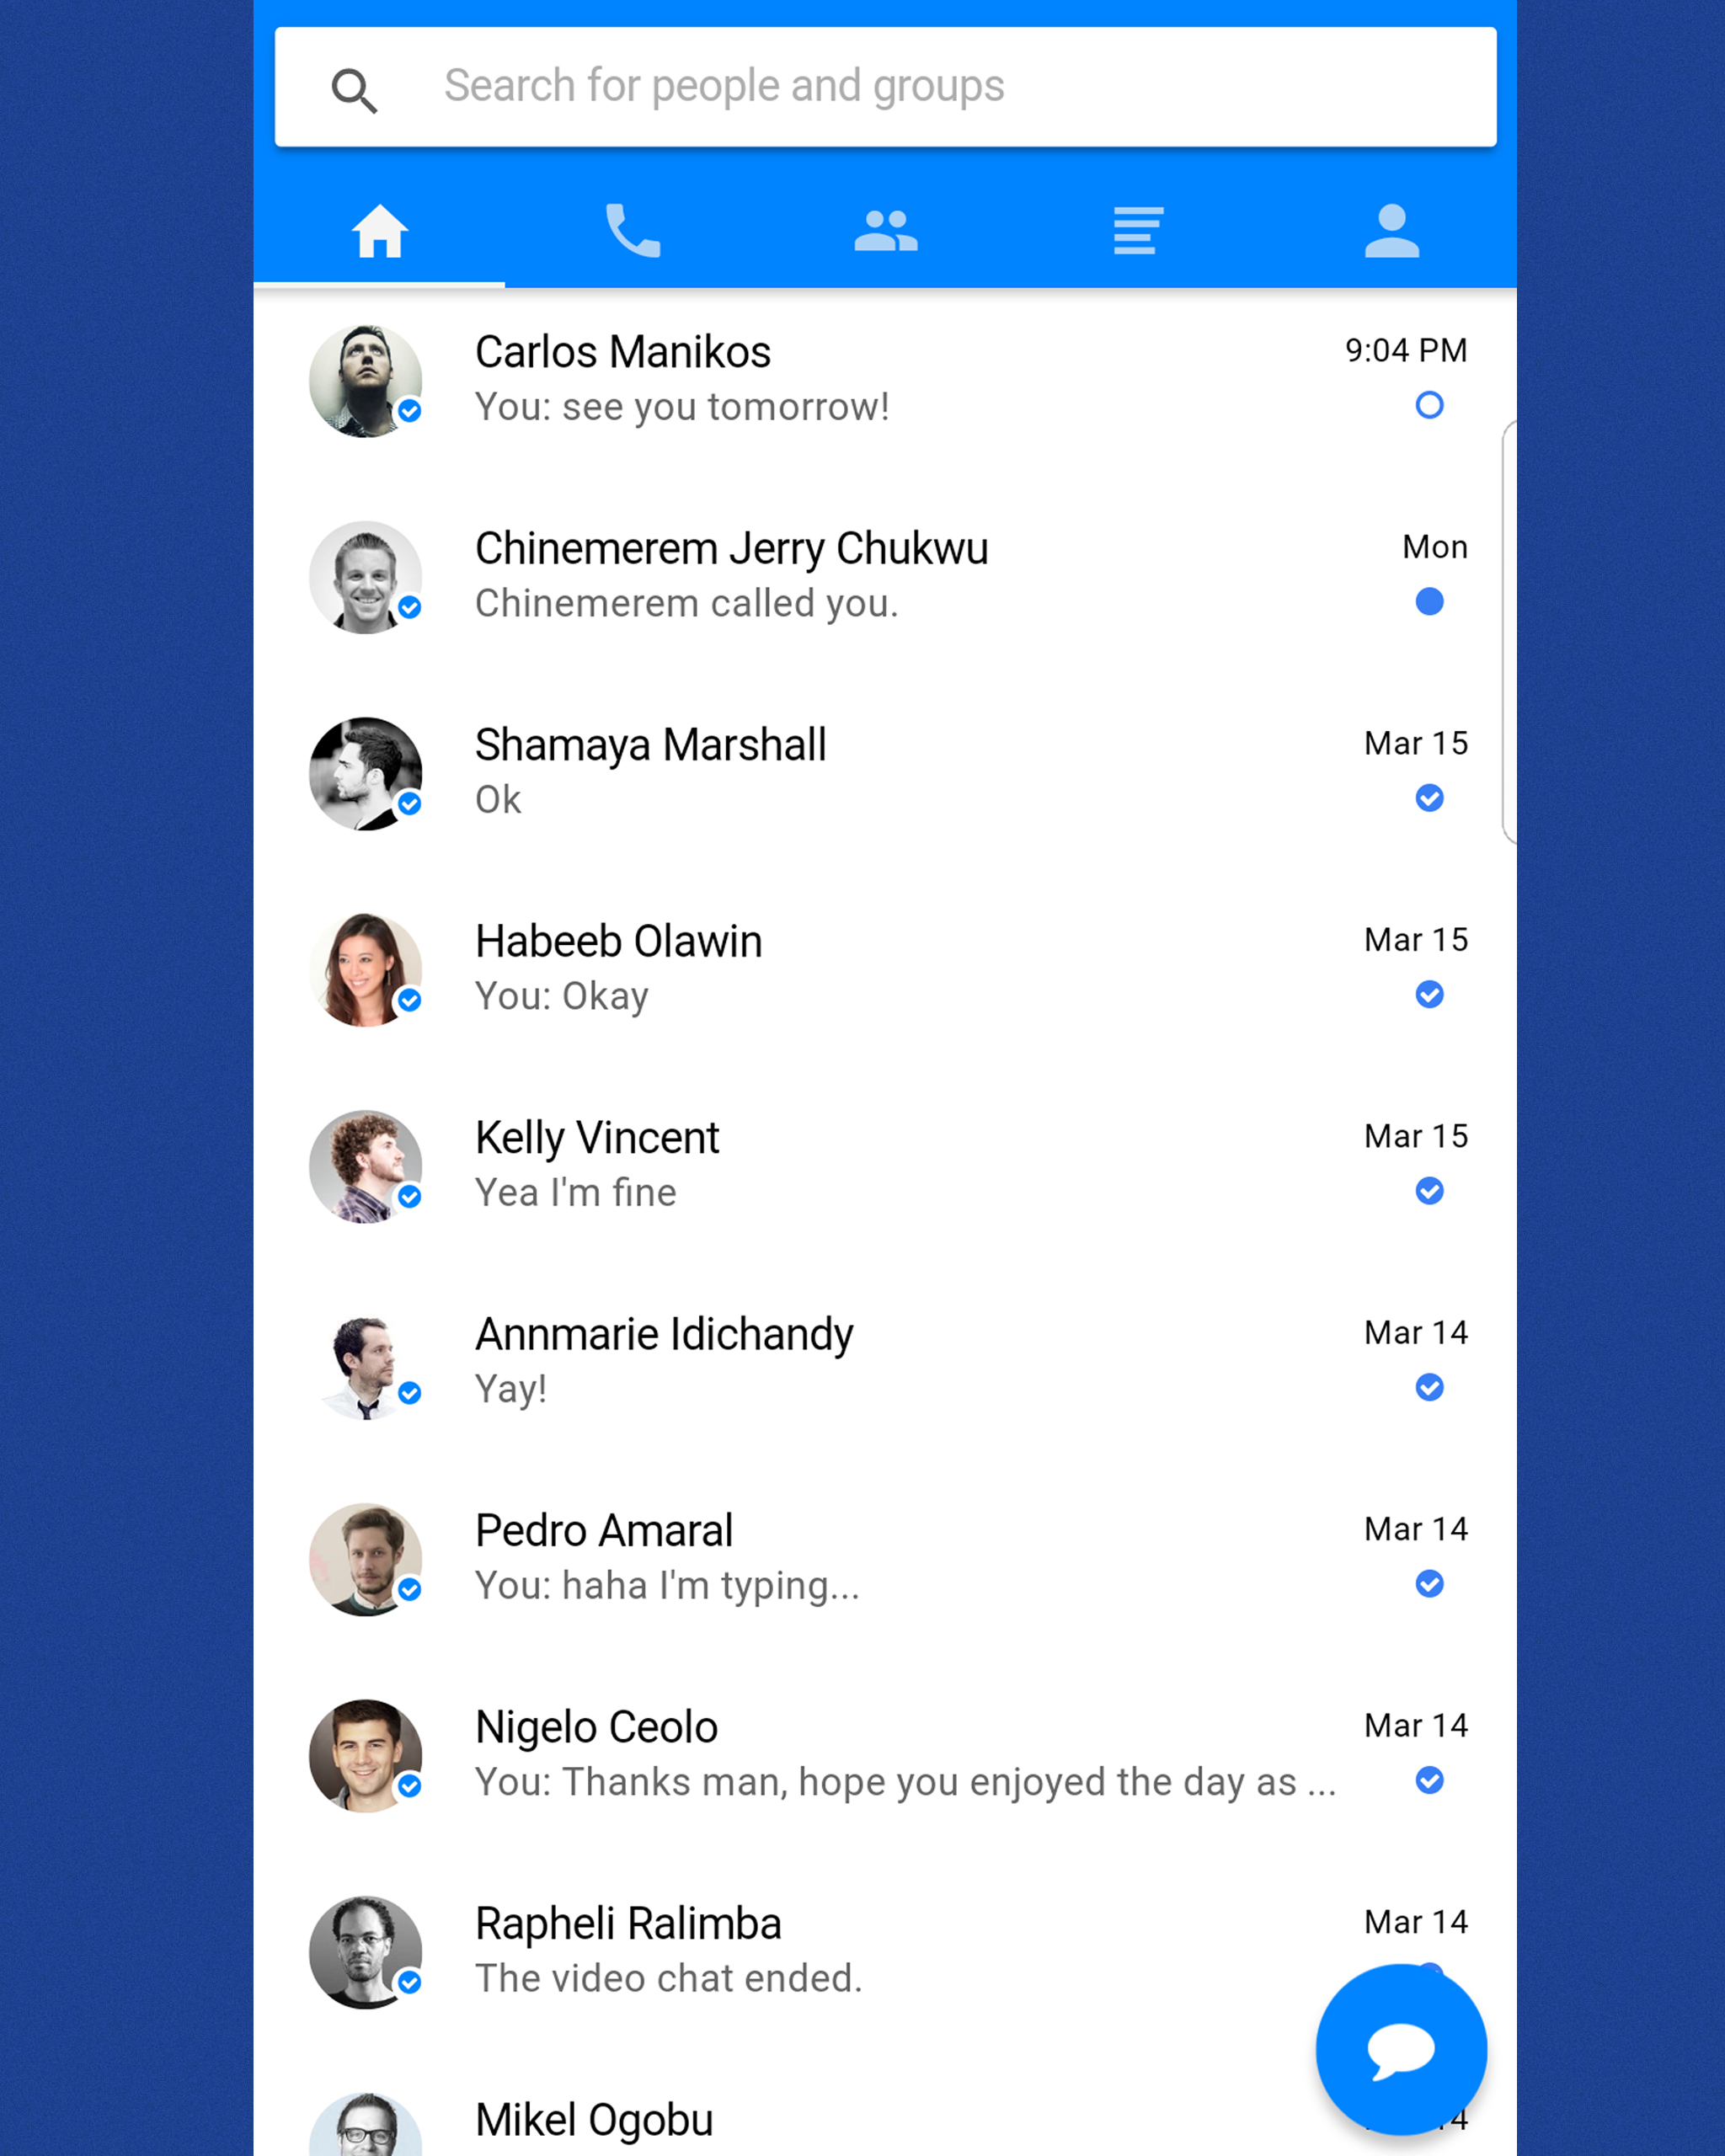 Search for people and groups
Carlos Manikos
9:04 PM
You: see you tomorrow!
Chinemerem Jerry Chukwu
Mon
Chinemerem called you.
Shamaya Marshall
Mar 15
Ok
Habeeb Olawin
Mar 15
You: Okay
Kelly Vincent
Mar 15
Yea I'm fine
Annmarie Idichandy
Mar 14
Yay!
Pedro Amaral
Mar 14
You: haha I'm typing...
Nigelo Ceolo
Mar 14
You: Thanks man, hope you enjoyed the day as ...
Rapheli Ralimba
Mar 14
The video chat ended.
Mikel Ogobu